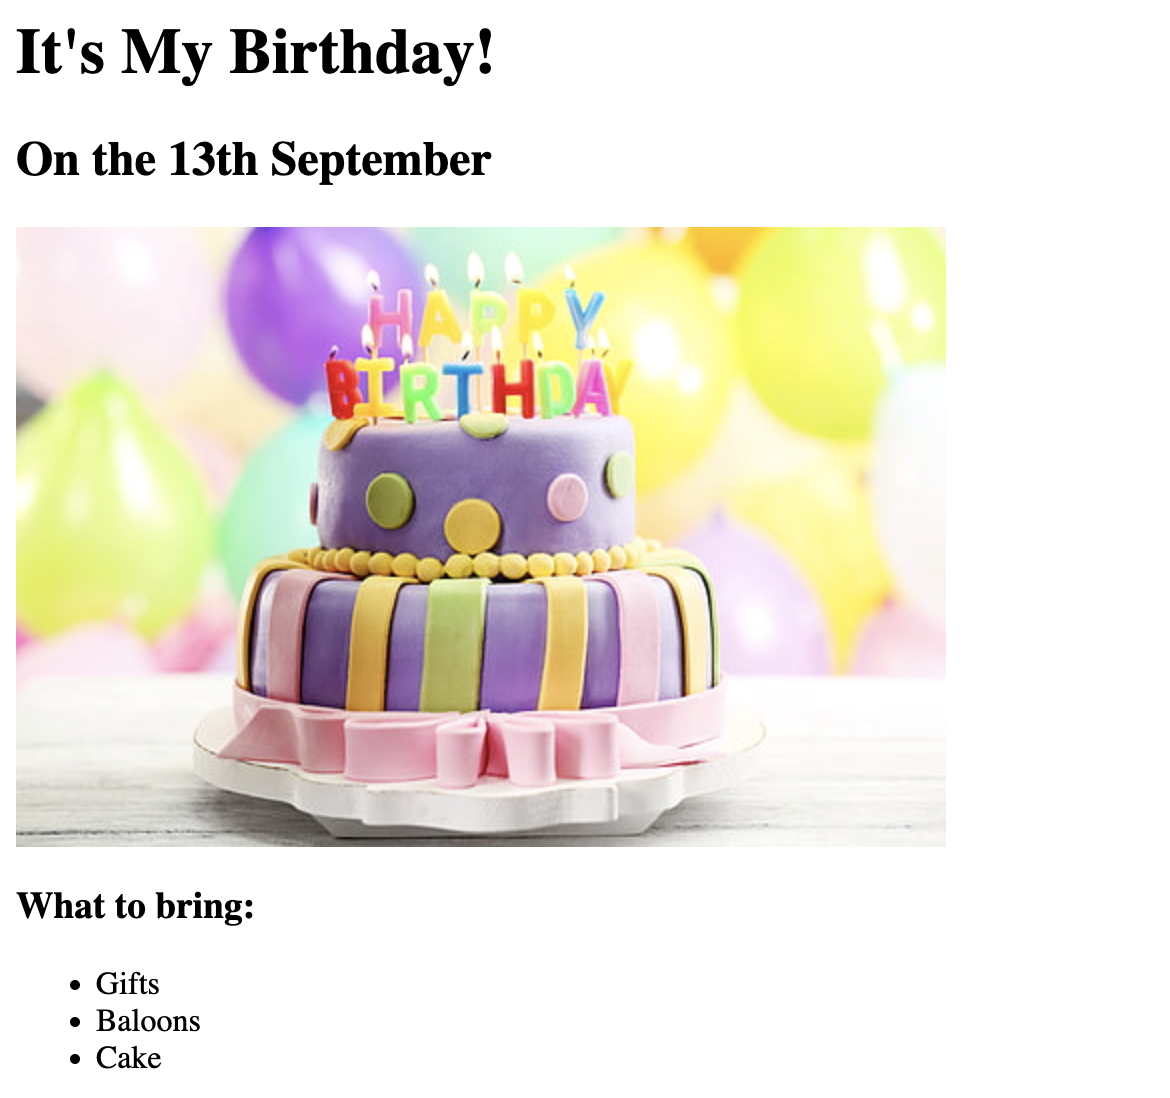 It's My Birthday!
On the 13th September
HAPPY
BIRTHDAY
What to bring:
Gifts
Baloons
Cake